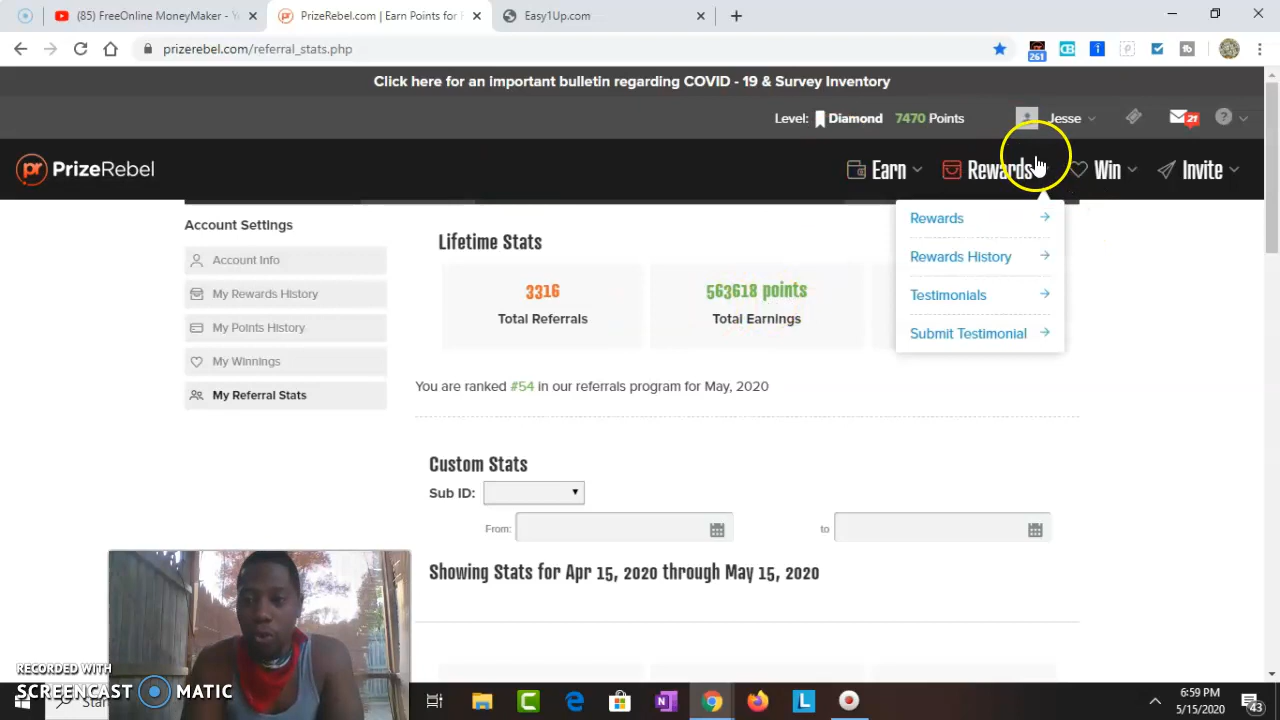 (85) FreeOnline MoneyMaker - Y
PrizeRebel.com | Earn Points for F
Easy1Up.com
prizerebel.com/referral_stats.php
261
Click here for an important bulletin regarding COVID - 19 & Survey Inventory
Level: Diamond 7470 Points
Jesse
21
pr PrizeRebel
Earn
Rewards
Win
Invite
Rewards
Rewards History
Testimonials
Submit Testimonial
Account Settings
Account Info
My Rewards History
My Points History
My Winnings
My Referral Stats
Lifetime Stats
3316
Total Referrals
563618 points
Total Earnings
You are ranked #54 in our referrals program for May, 2020
Custom Stats
Sub ID:
From:
to
Showing Stats for Apr 15, 2020 through May 15, 2020
RECORDED WITH
SCREENCAST MATIC
6:59 PM
5/15/2020
43